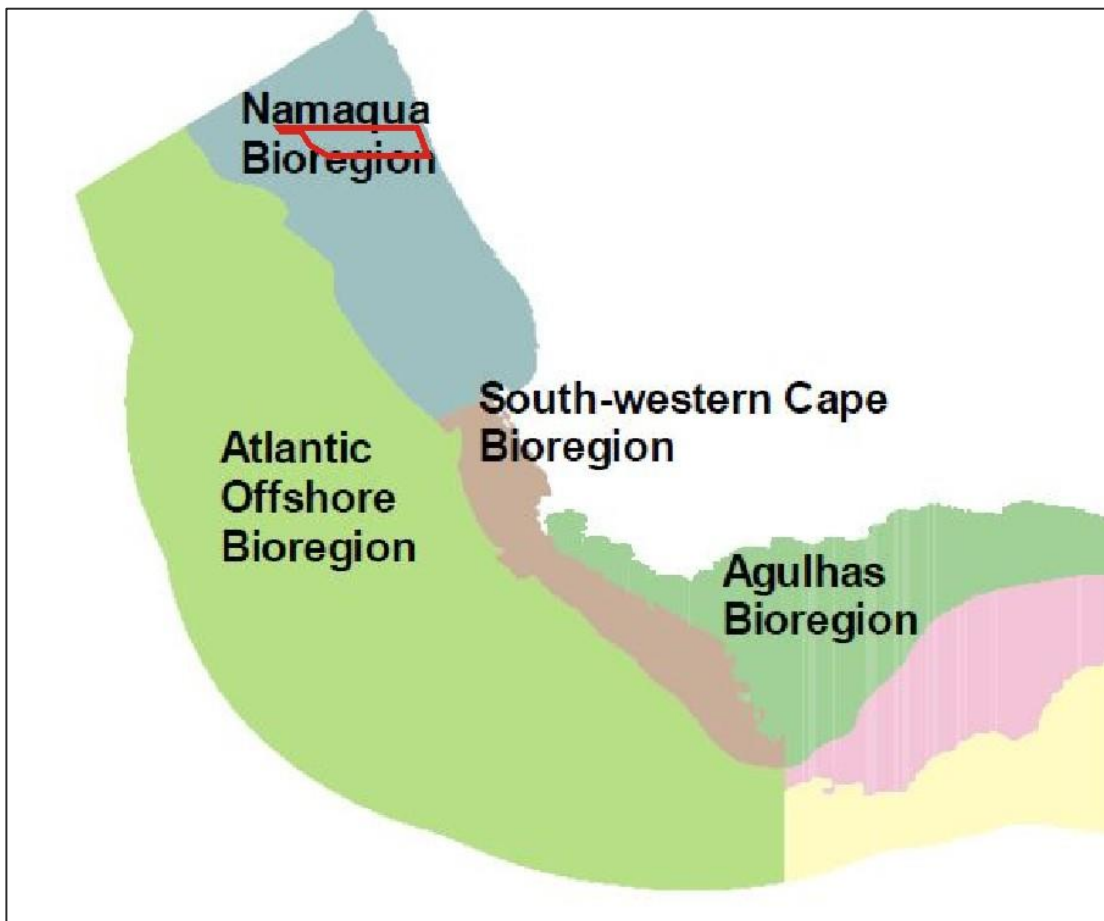 Namaqua
Bioregion
South-western Cape
Bioregion
Atlantic
Offshore
Bioregion
Agulhas
Bioregion